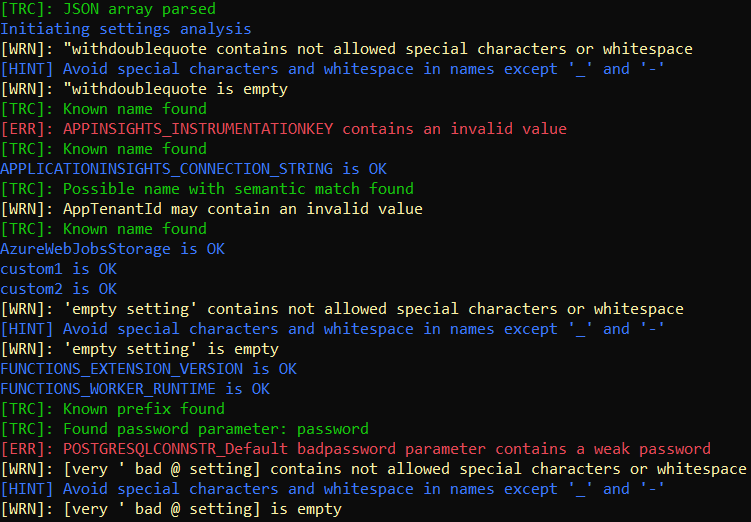 [TRC]: JSON array parsed
Initiating settings analysis
[WRN]: "withdoublequote contains not allowed special characters or whitespace
[HINT] Avoid special characters and whitespace in names except '_' and '-'
[WRN]: "withdoublequote is empty
[TRC]: Known name found
[ERR]: APPINSIGHTS_INSTRUMENTATIONKEY contains an invalid value
[TRC]: Known name found
APPLICATIONINSIGHTS_CONNECTION_STRING is OK
[TRC]: Possible name with semantic match found
[WRN]: AppTenantId may contain an invalid value
[TRC]: Known name found
AzureWebJobsStorage is OK
custom1 is OK
custom2 is OK
[WRN]: 'empty setting' contains not allowed special characters or whitespace
[HINT] Avoid special characters and whitespace in names except '_' and '-'
[WRN]: 'empty setting' is empty
FUNCTIONS_EXTENSION_VERSION is OK
FUNCTIONS_WORKER_RUNTIME is OK
[TRC]: Known prefix found
[TRC]: Found password parameter: password
[ERR]: POSTGRESQLCONNSTR_Default badpassword parameter contains a weak password
[WRN]: [very ' bad @ setting] contains not allowed special characters or whitespace
[HINT] Avoid special characters and whitespace in names except '_' and '-'
[WRN]: [very ' bad @ setting] is empty